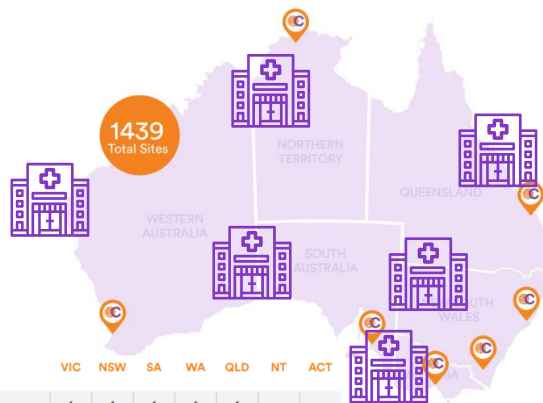 1439
Total Sites
NORTHERN
TERRITORY
QUEENSLAND
WESTERN
AUSTRALIA
SOUTH
AUSTRALIA
WALES
VIC NSW SA WA QLD NT ACT